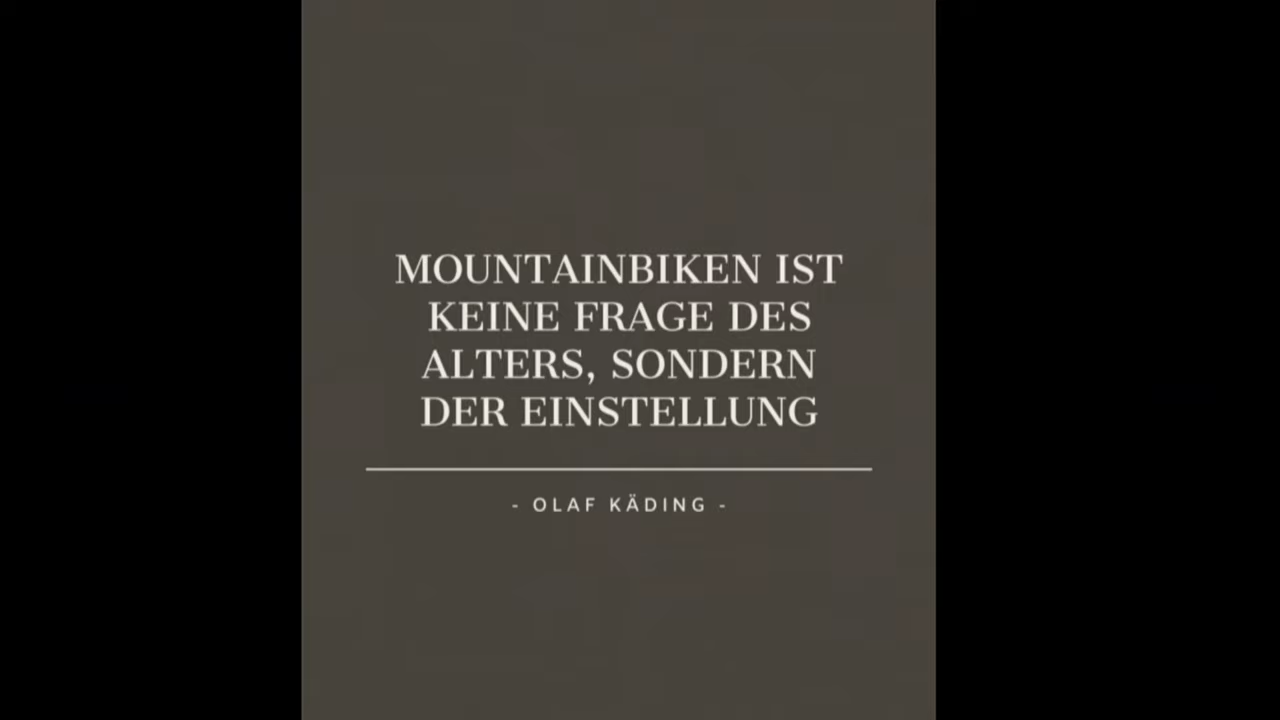 MOUNTAINBIKEN IST
KEINE FRAGE DES
ALTERS, SONDERN
DER EINSTELLUNG
- OLAF KÄDING -